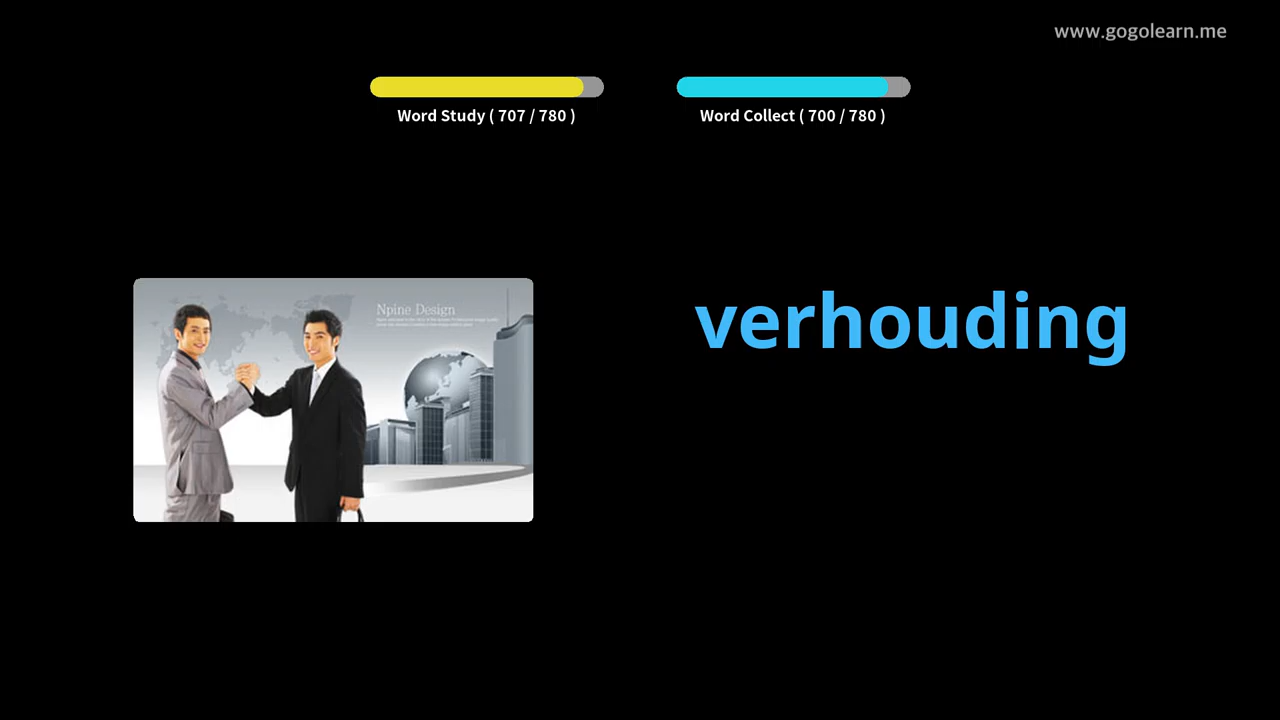 www.gogolearn.me
Word Study ( 707 / 780 )
Word Collect ( 700 / 780 )
Npine Design
verhouding